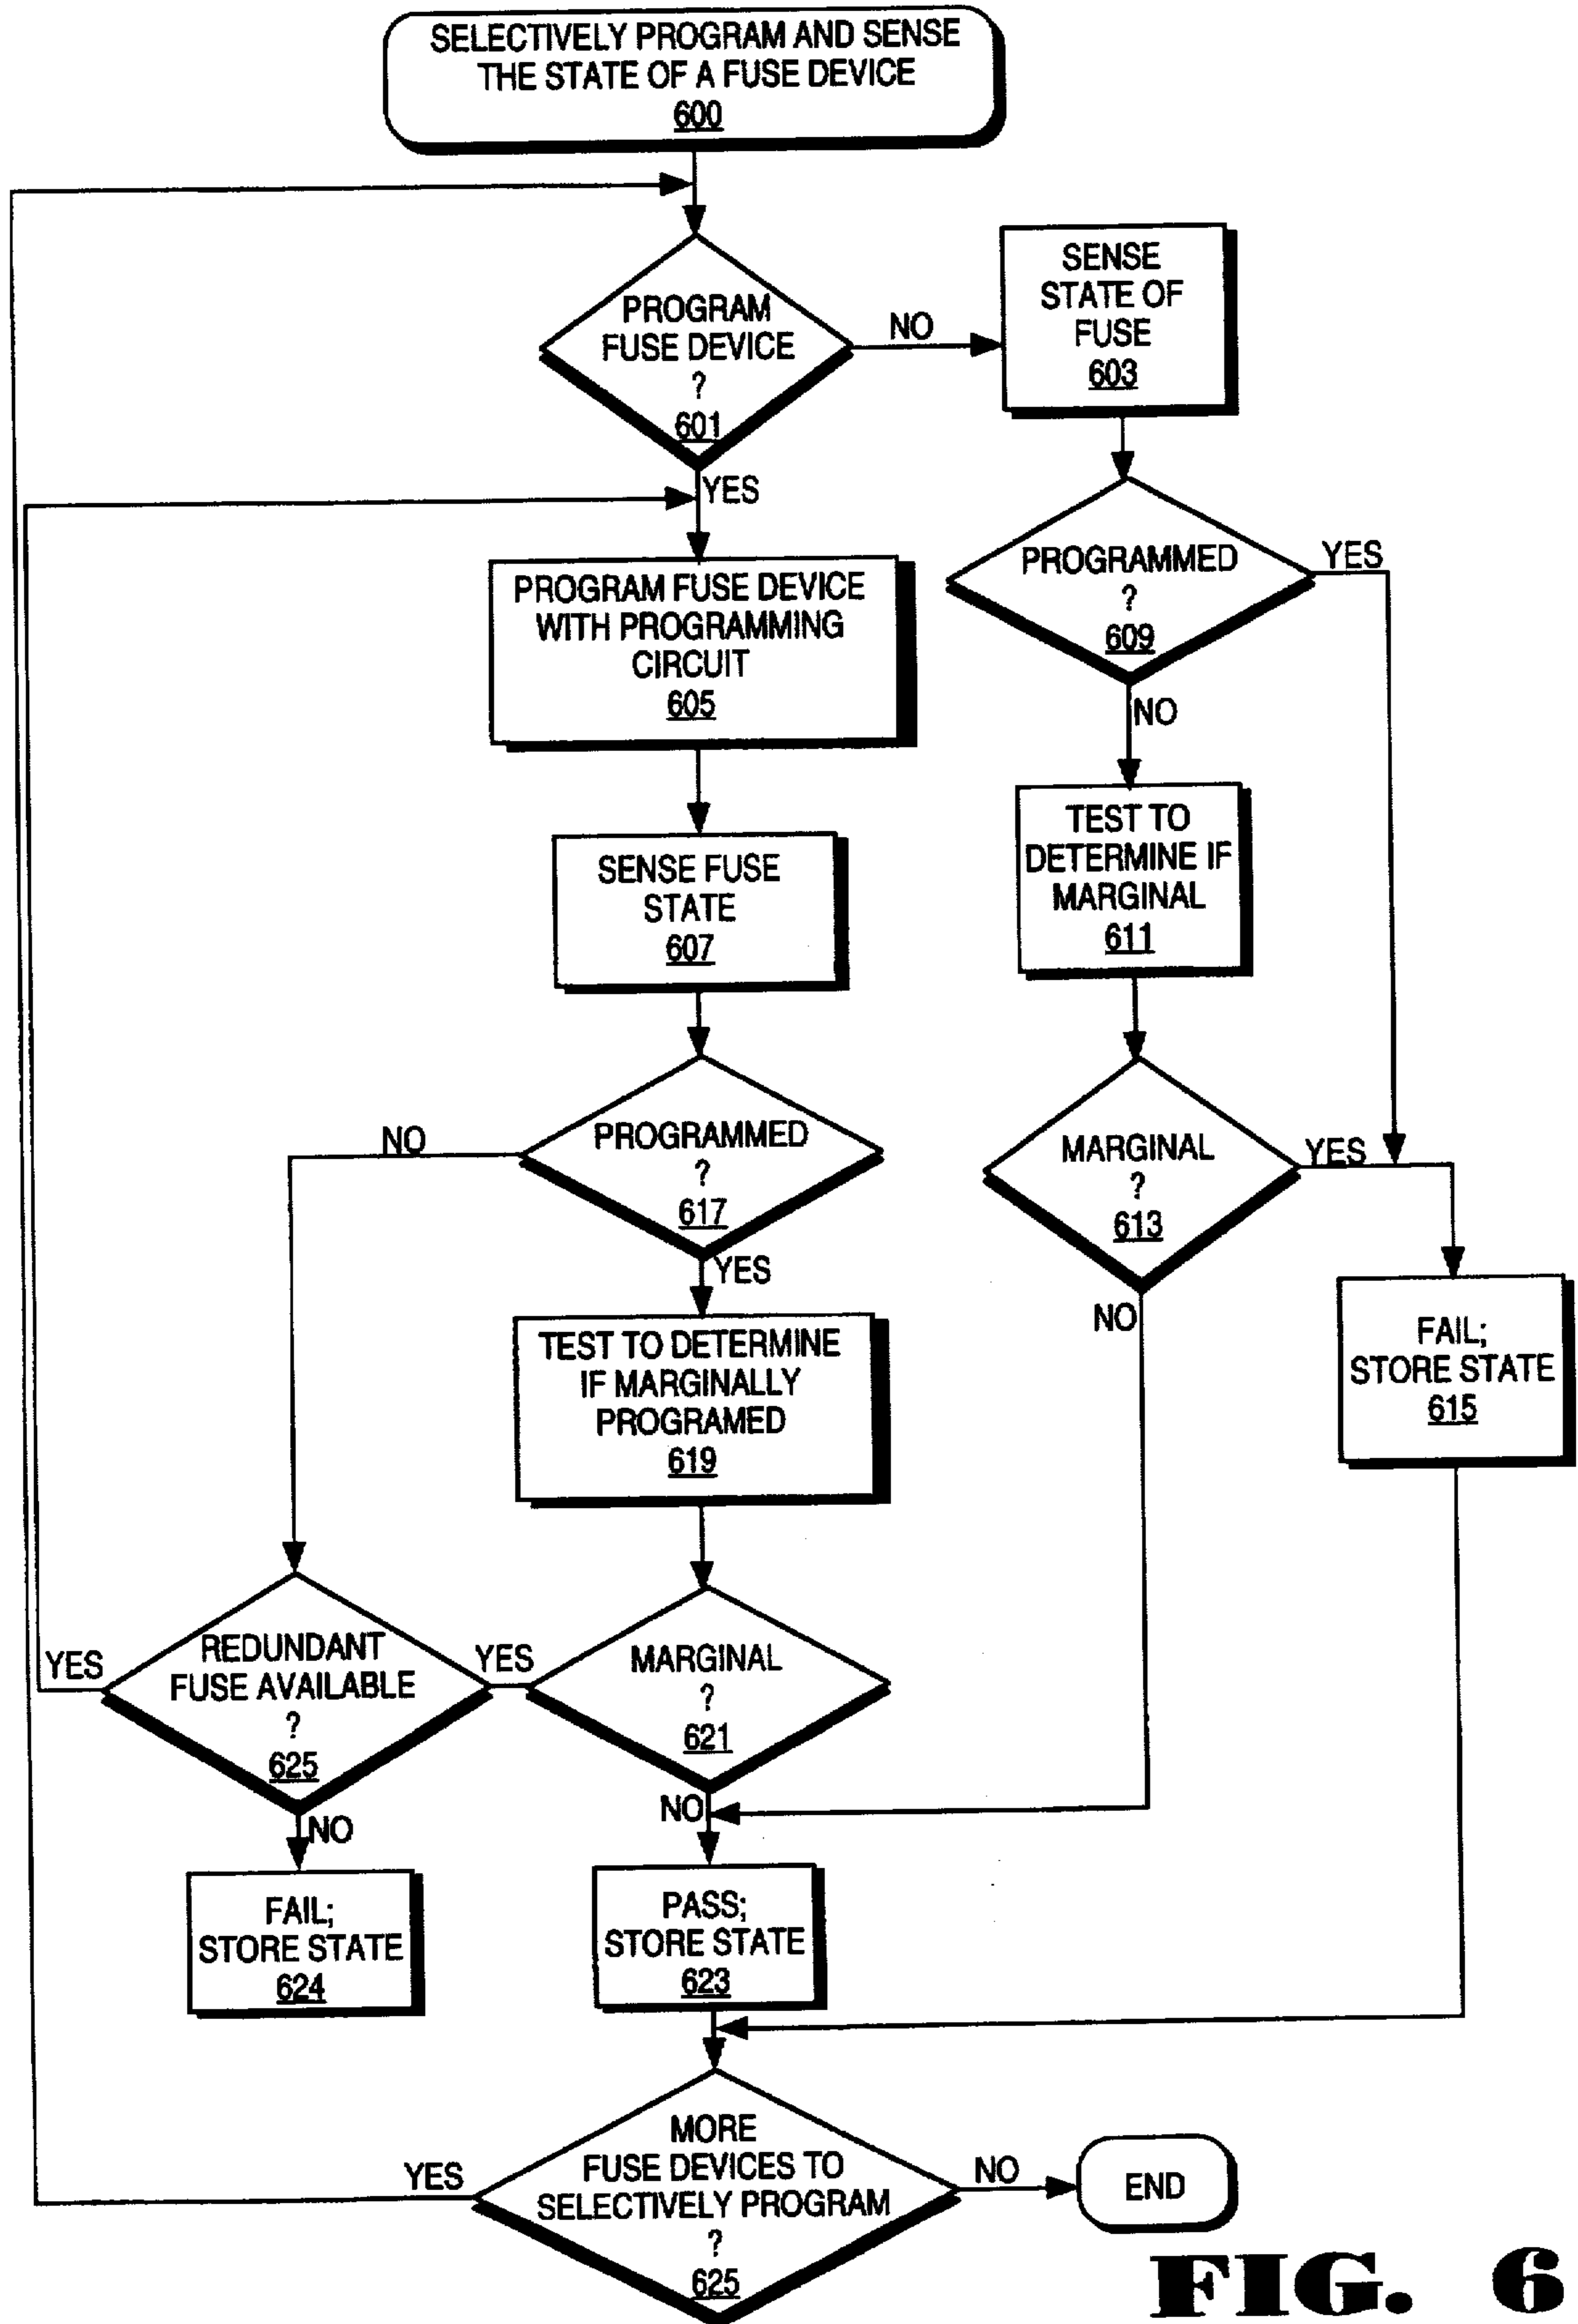 SELECTIVELY PROGRAM AND SENSE
THE STATE OF A FUSE DEVICE
600
PROGRAM
FUSE DEVICE
?
601
NO
SENSE
STATE OF
FUSE
603
YES
PROGRAM FUSE DEVICE
WITH PROGRAMMING
CIRCUIT
605
PROGRAMMED
?
609
YES
NO
SENSE FUSE
STATE
607
TEST TO
DETERMINE IF
MARGINAL
611
PROGRAMMED
?
617
NO
YES
MARGINAL
?
613
YES
NO
TEST TO DETERMINE
IF MARGINALLY
PROGRAMED
619
FAIL;
STORE STATE
615
REDUNDANT
FUSE AVAILABLE
?
625
YES
NO
YES
MARGINAL
?
621
NO
FAIL;
STORE STATE
624
PASS;
STORE STATE
623
MORE
FUSE DEVICES TO
SELECTIVELY PROGRAM
?
625
YES
NO
END
FIG. 6